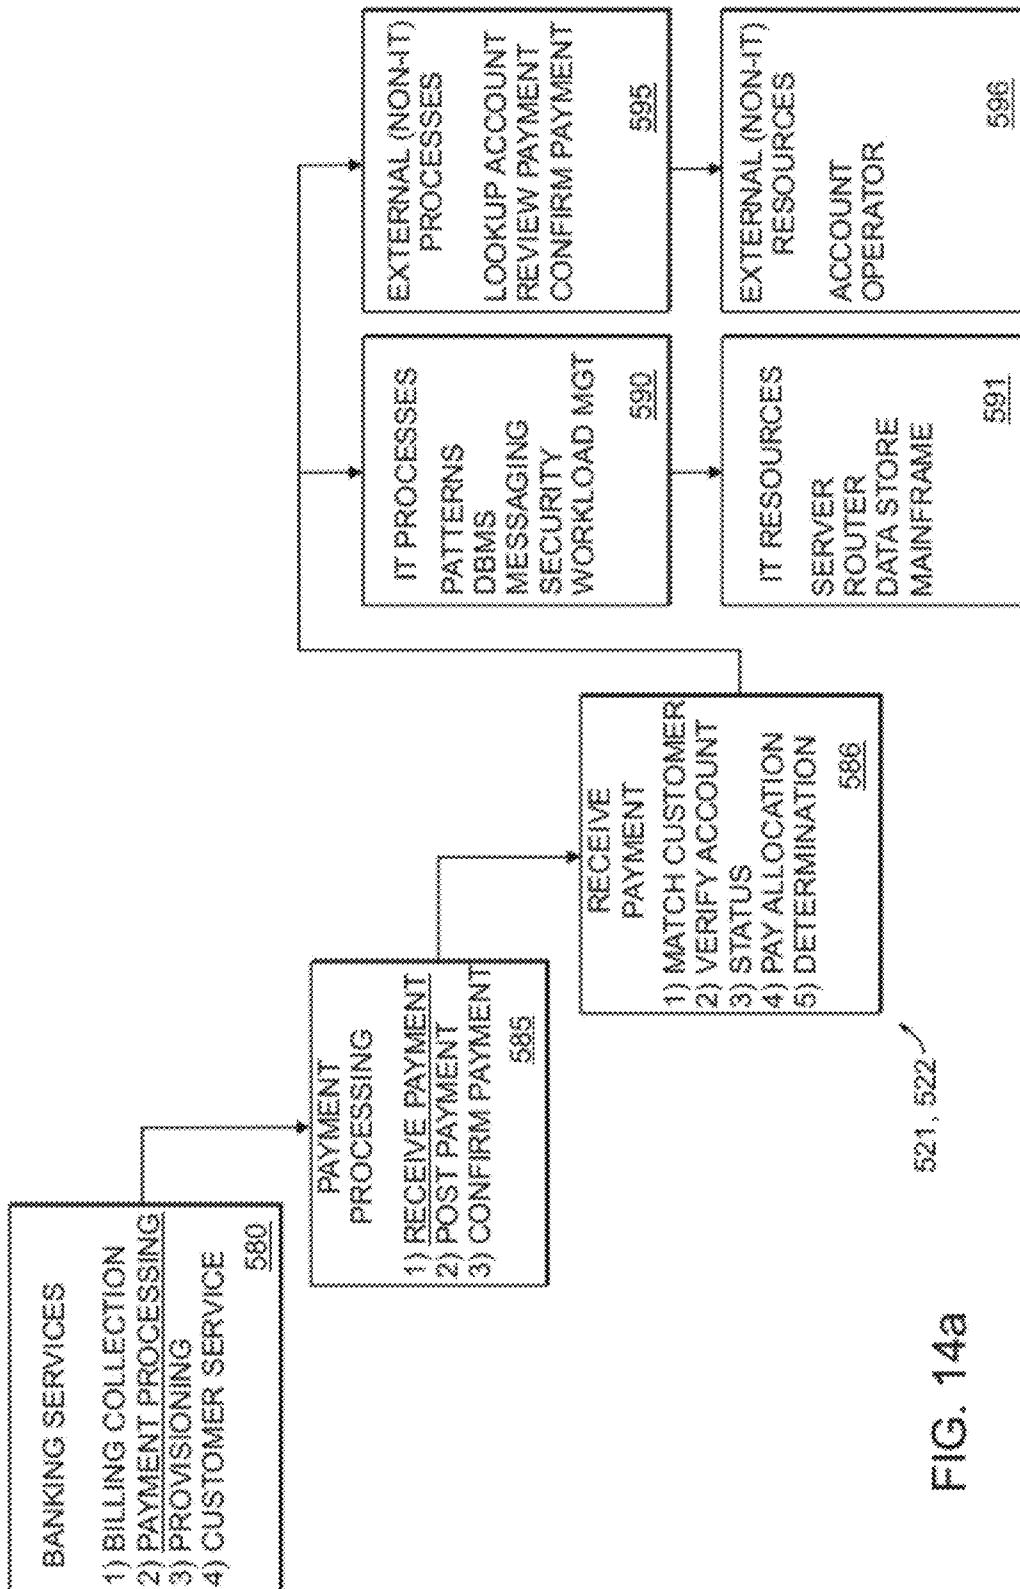 BANKING SERVICES
1) BILLING COLLECTION
2) PAYMENT PROCESSING
3) PROVISIONING
4) CUSTOMER SERVICE
580
PAYMENT
PROCESSING
1) RECEIVE PAYMENT
2) POST PAYMENT
3) CONFIRM PAYMENT
585
RECEIVE
PAYMENT
1) MATCH CUSTOMER
2) VERIFY ACCOUNT
3) STATUS
4) PAY ALLOCATION
5) DETERMINATION
586
521, 522
IT PROCESSES
PATTERNS
DBMS
MESSAGING
SECURITY
WORKLOAD MGT
590
EXTERNAL (NON-IT)
PROCESSES
LOOKUP ACCOUNT
REVIEW PAYMENT
CONFIRM PAYMENT
595
IT RESOURCES
SERVER
ROUTER
DATA STORE
MAINFRAME
591
EXTERNAL (NON-IT)
RESOURCES
ACCOUNT
OPERATOR
596
FIG. 14a